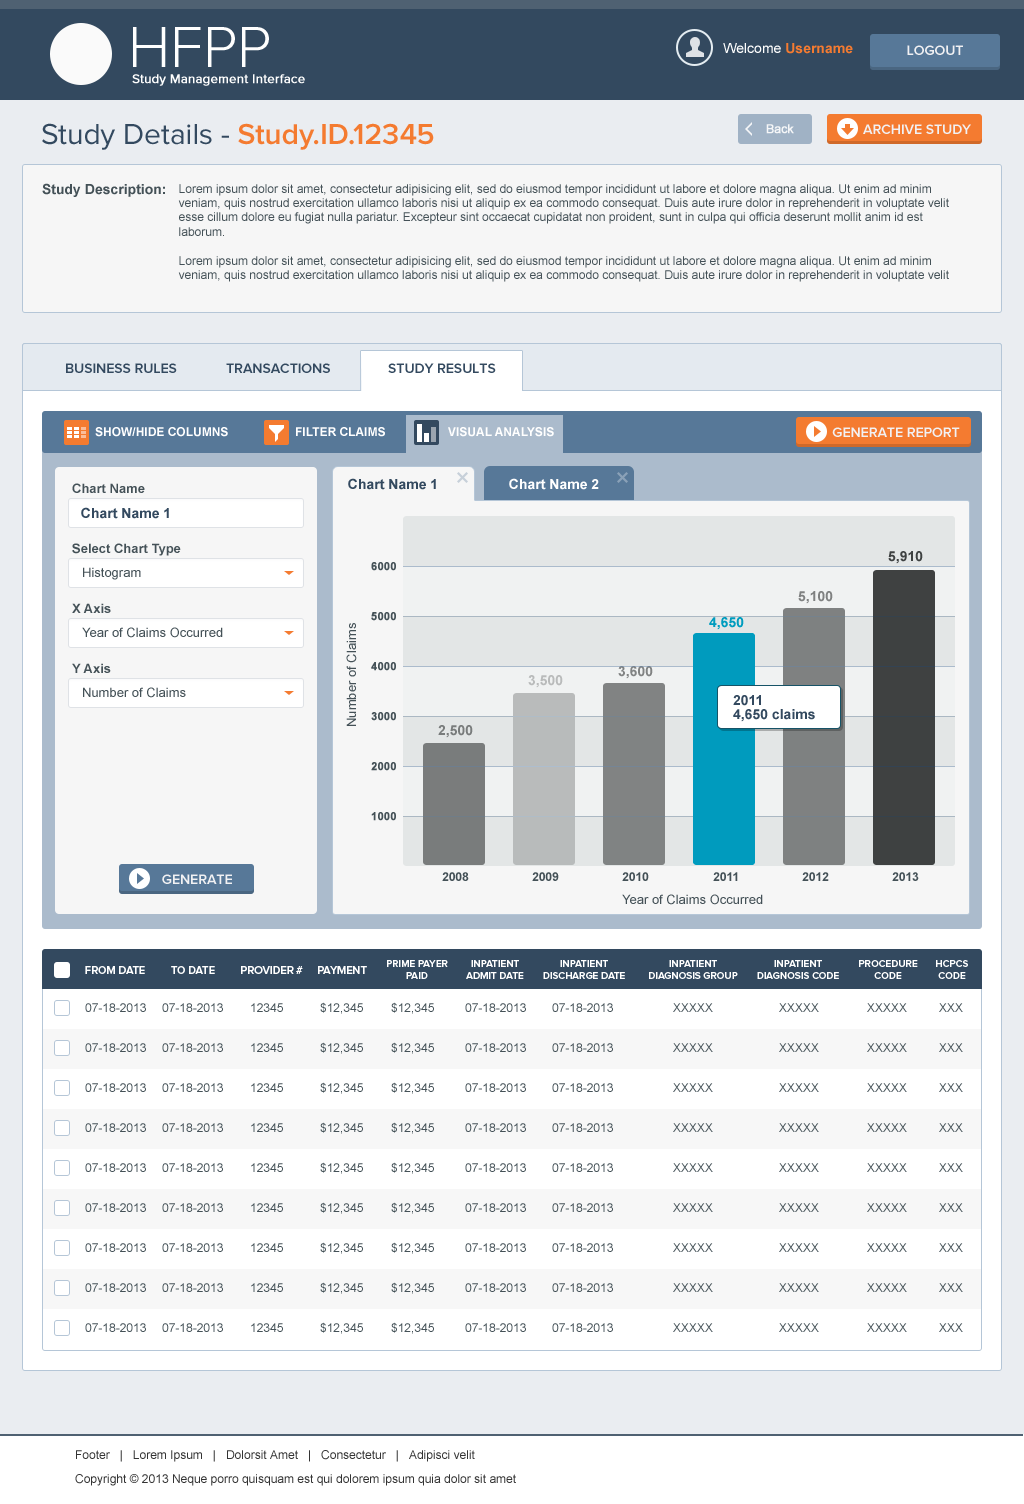 HFPP
Study Management Interface
Welcome Username
LOGOUT
Study Details - Study.ID.12345
Back
ARCHIVE STUDY
Study Description:
Lorem ipsum dolor sit amet, consectetur adipisicing elit, sed do eiusmod tempor incididunt ut labore et dolore magna aliqua. Ut enim ad minim
veniam, quis nostrud exercitation ullamco laboris nisi ut aliquip ex ea commodo consequat. Duis aute irure dolor in reprehenderit in voluptate velit
esse cillum dolore eu fugiat nulla pariatur. Excepteur sint occaecat cupidatat non proident, sunt in culpa qui officia deserunt mollit anim id est
laborum.
Lorem ipsum dolor sit amet, consectetur adipisicing elit, sed do eiusmod tempor incididunt ut labore et dolore magna aliqua. Ut enim ad minim
veniam, quis nostrud exercitation ullamco laboris nisi ut aliquip ex ea commodo consequat. Duis aute irure dolor in reprehenderit in voluptate velit
BUSINESS RULES
TRANSACTIONS
STUDY RESULTS
SHOW/HIDE COLUMNS
FILTER CLAIMS
VISUAL ANALYSIS
GENERATE REPORT
Chart Name
Chart Name 1
Select Chart Type
Histogram
X Axis
Year of Claims Occurred
Y Axis
Number of Claims
GENERATE
Chart Name 1
Chart Name 2
Number of Claims
6000
5000
4000
3000
2000
1000
2,500
3,500
3,600
4,650
5,100
5,910
2011
4,650 claims
2008 2009 2010 2011 2012 2013
Year of Claims Occurred
FROM DATE TO DATE PROVIDER # PAYMENT PRIME PAYER PAID INPATIENT ADMIT DATE INPATIENT DISCHARGE DATE INPATIENT DIAGNOSIS GROUP INPATIENT DIAGNOSIS CODE PROCEDURE CODE HCPCS CODE
07-18-2013 07-18-2013 12345 $12,345 $12,345 07-18-2013 07-18-2013 XXXXX XXXXX XXXXX XXX
07-18-2013 07-18-2013 12345 $12,345 $12,345 07-18-2013 07-18-2013 XXXXX XXXXX XXXXX XXX
07-18-2013 07-18-2013 12345 $12,345 $12,345 07-18-2013 07-18-2013 XXXXX XXXXX XXXXX XXX
07-18-2013 07-18-2013 12345 $12,345 $12,345 07-18-2013 07-18-2013 XXXXX XXXXX XXXXX XXX
07-18-2013 07-18-2013 12345 $12,345 $12,345 07-18-2013 07-18-2013 XXXXX XXXXX XXXXX XXX
07-18-2013 07-18-2013 12345 $12,345 $12,345 07-18-2013 07-18-2013 XXXXX XXXXX XXXXX XXX
07-18-2013 07-18-2013 12345 $12,345 $12,345 07-18-2013 07-18-2013 XXXXX XXXXX XXXXX XXX
07-18-2013 07-18-2013 12345 $12,345 $12,345 07-18-2013 07-18-2013 XXXXX XXXXX XXXXX XXX
07-18-2013 07-18-2013 12345 $12,345 $12,345 07-18-2013 07-18-2013 XXXXX XXXXX XXXXX XXX
Footer | Lorem Ipsum | Dolorsit Amet | Consectetur | Adipisci velit
Copyright © 2013 Neque porro quisquam est qui dolorem ipsum quia dolor sit amet